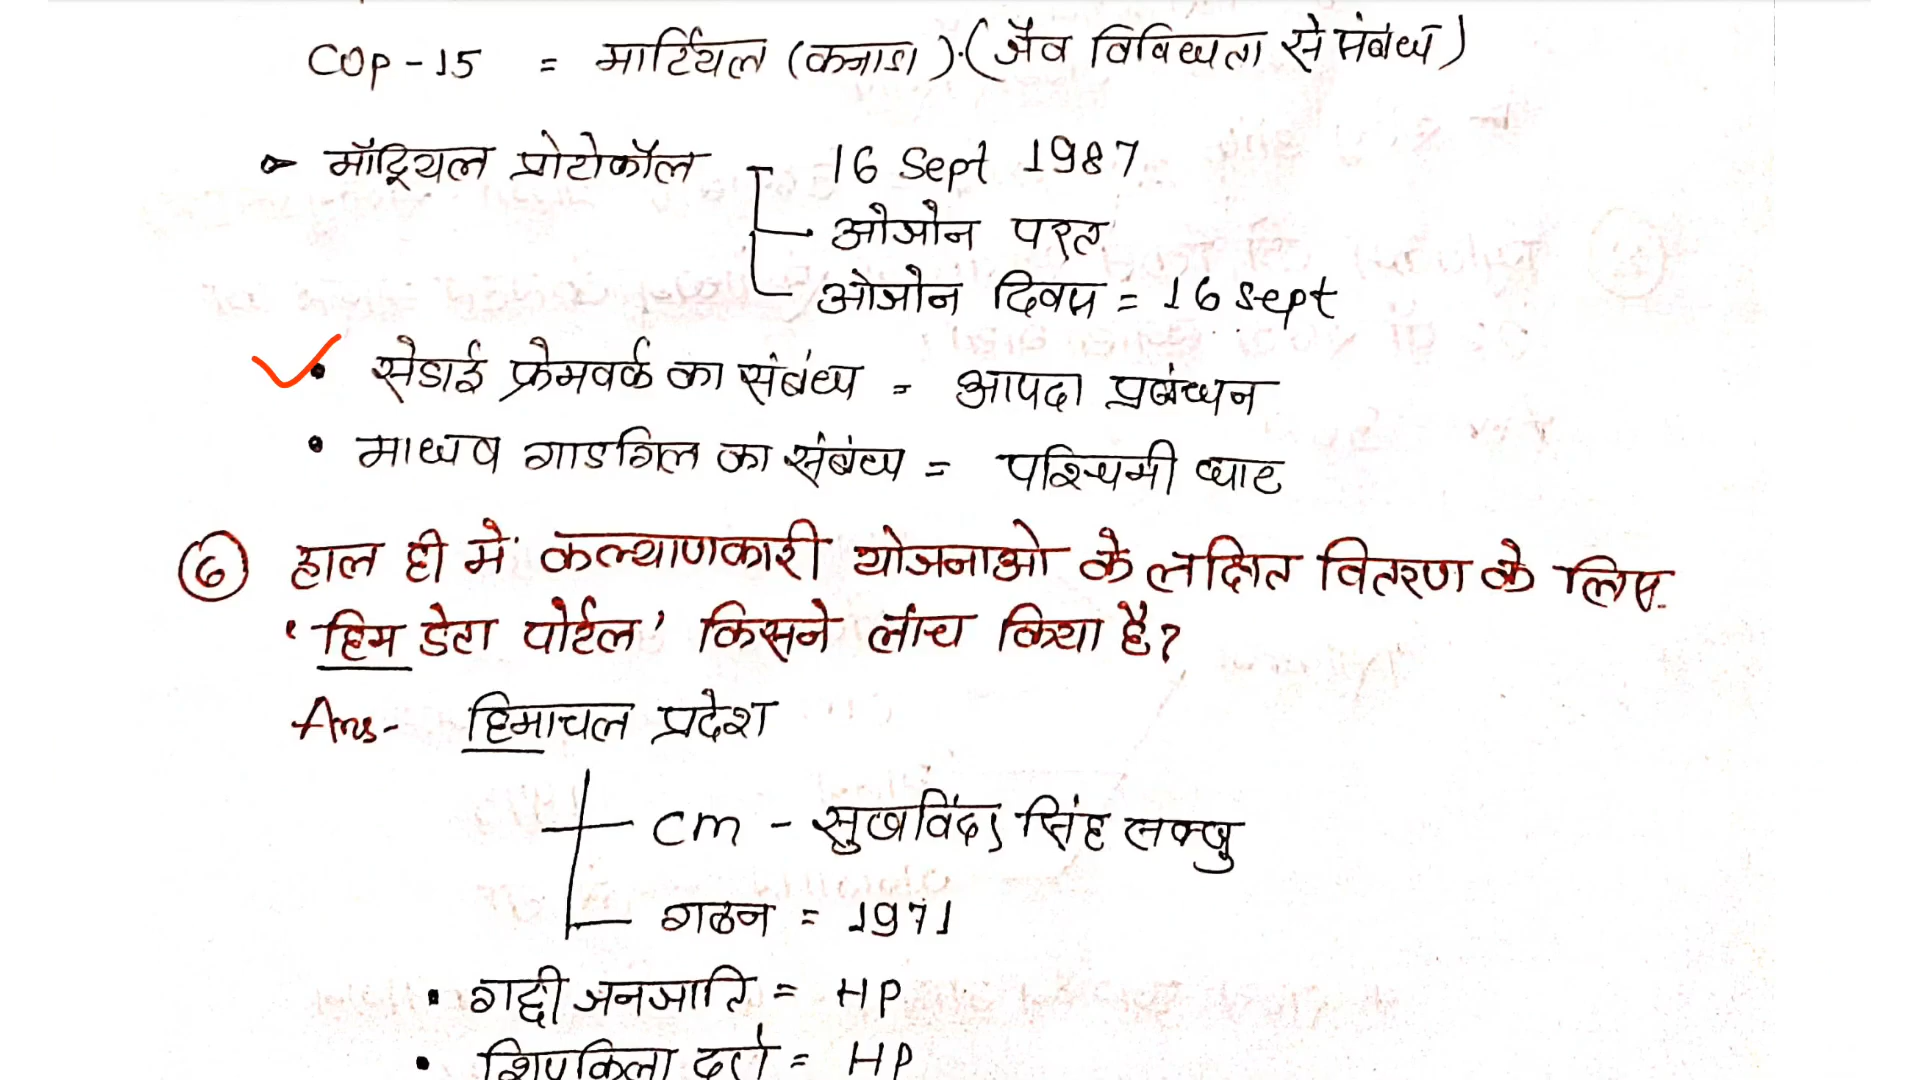 COP - 15 = मार्टियल (कनाडा).(जैव विविधता से संबंध)
➢ मॉट्रियल प्रोटोकॉल
16 Sept 1987
ओजोन परत
ओजोन दिवस = 16 sept
• सेडाई फ्रेमवर्क का संबंध = आपदा प्रबंधन
• माधव गाडगिल का संबंध = पश्चिमी घाट
6 हाल ही में कल्याणकारी योजनाओ के लक्षित वितरण के लिए
'हिम डेटा पोर्टल' किसने लांच किया है?
Ans- हिमाचल प्रदेश
CM - सुखविंदर सिंह सक्खु
गठन = 1971
• गद्दी जनजाति = HP
• शिपकिला दर्रा = HP